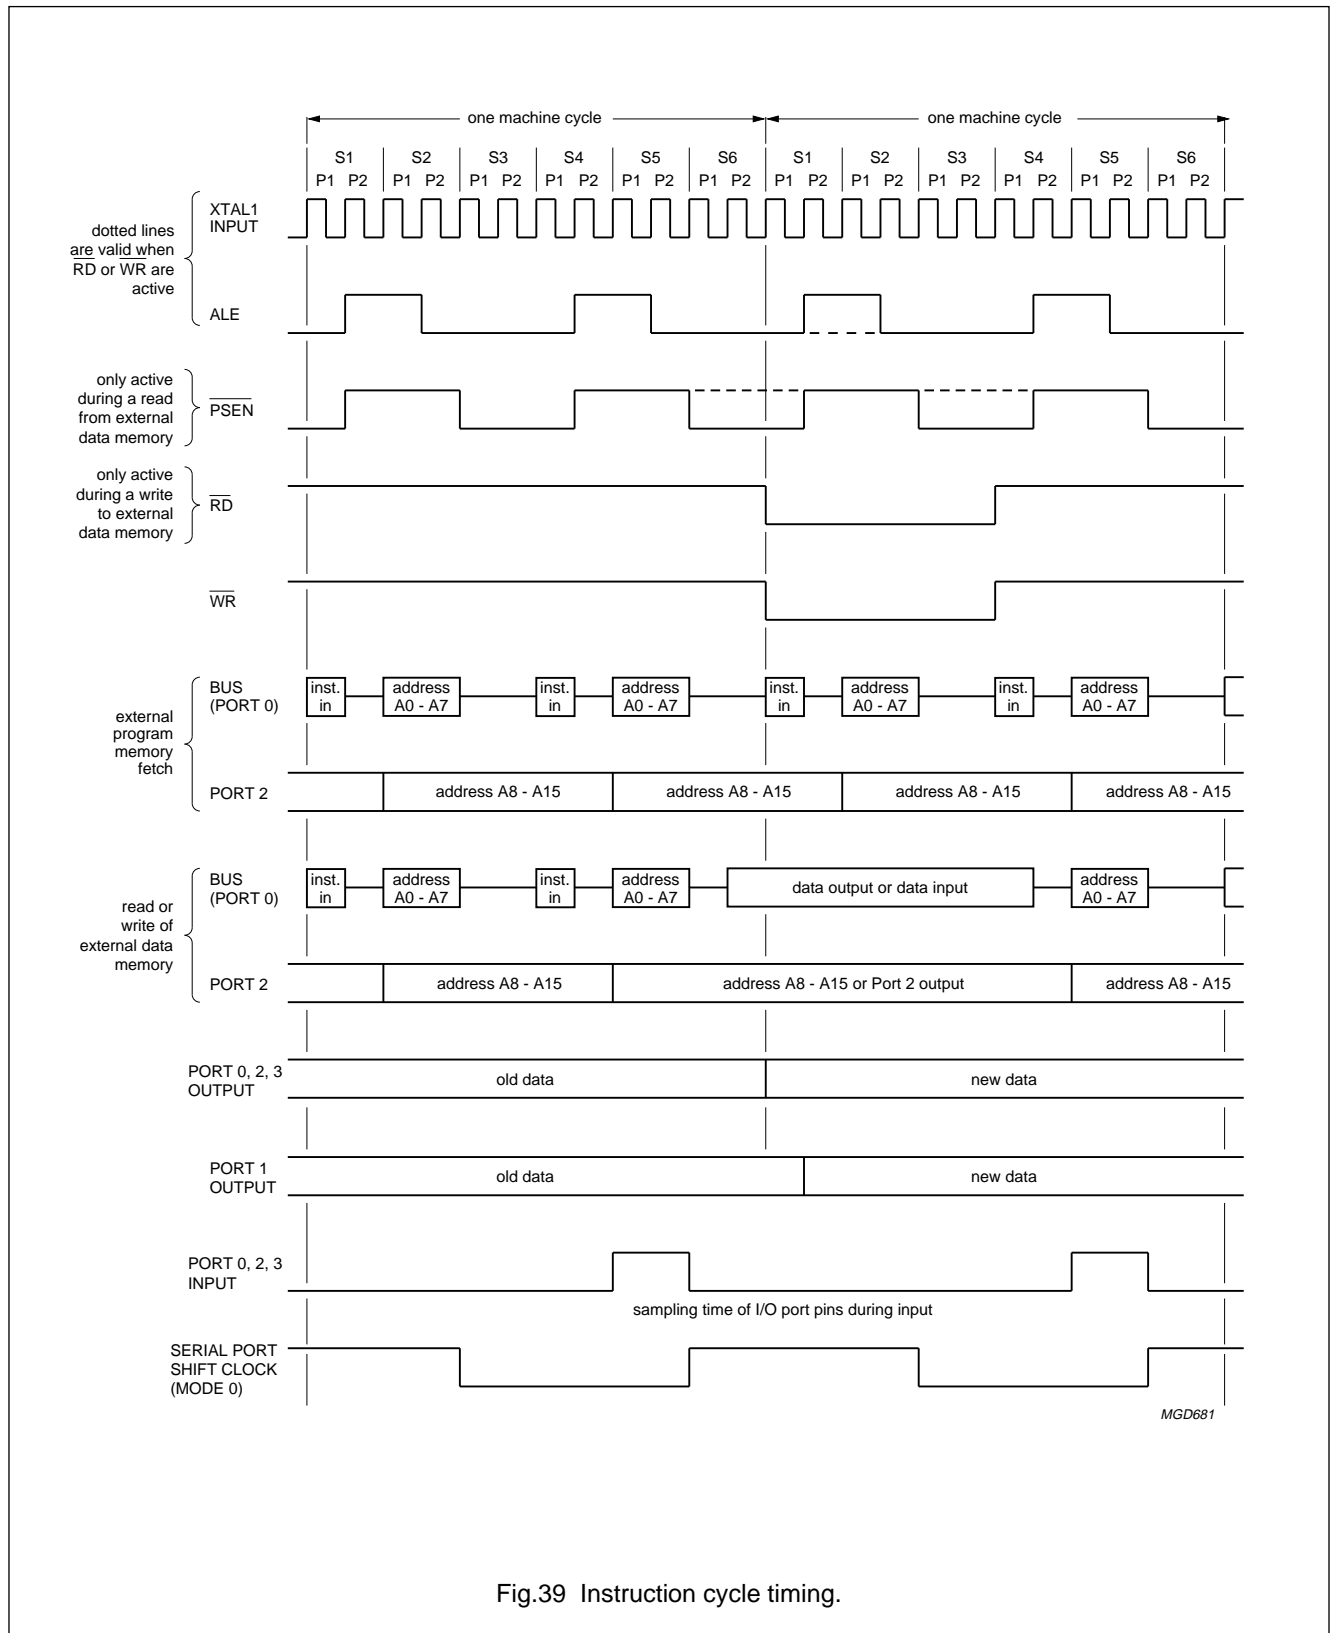 one machine cycle one machine cycle
S1 S2 S3 S4 S5 S6 S1 S2 S3 S4 S5 S6
P1 P2 P1 P2 P1 P2 P1 P2 P1 P2 P1 P2 P1 P2 P1 P2 P1 P2 P1 P2 P1 P2 P1 P2
XTAL1
INPUT
dotted lines
are valid when
RD or WR are
active
ALE
only active
during a read
from external
data memory
PSEN
only active
during a write
to external
data memory
RD
WR
external
program
memory
fetch
BUS
(PORT 0)
inst. address inst. address inst. address inst. address
in A0 - A7 in A0 - A7 in A0 - A7 in A0 - A7
PORT 2 address A8 - A15 address A8 - A15 address A8 - A15 address A8 - A15
read or
write of
external data
memory
BUS
(PORT 0)
inst. address inst. address data output or data input address
in A0 - A7 in A0 - A7 A0 - A7
PORT 2 address A8 - A15 address A8 - A15 or Port 2 output address A8 - A15
PORT 0, 2, 3
OUTPUT
old data new data
PORT 1
OUTPUT
old data new data
PORT 0, 2, 3
INPUT
sampling time of I/O port pins during input
SERIAL PORT
SHIFT CLOCK
(MODE 0)
MGD681
Fig.39 Instruction cycle timing.